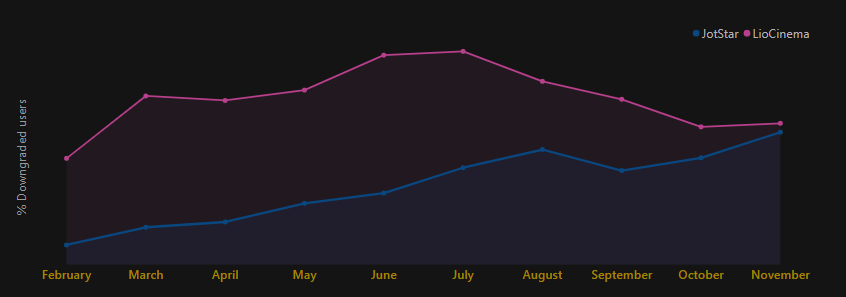 JotStar LioCinema
% Downgraded users
February March April May June July August September October November